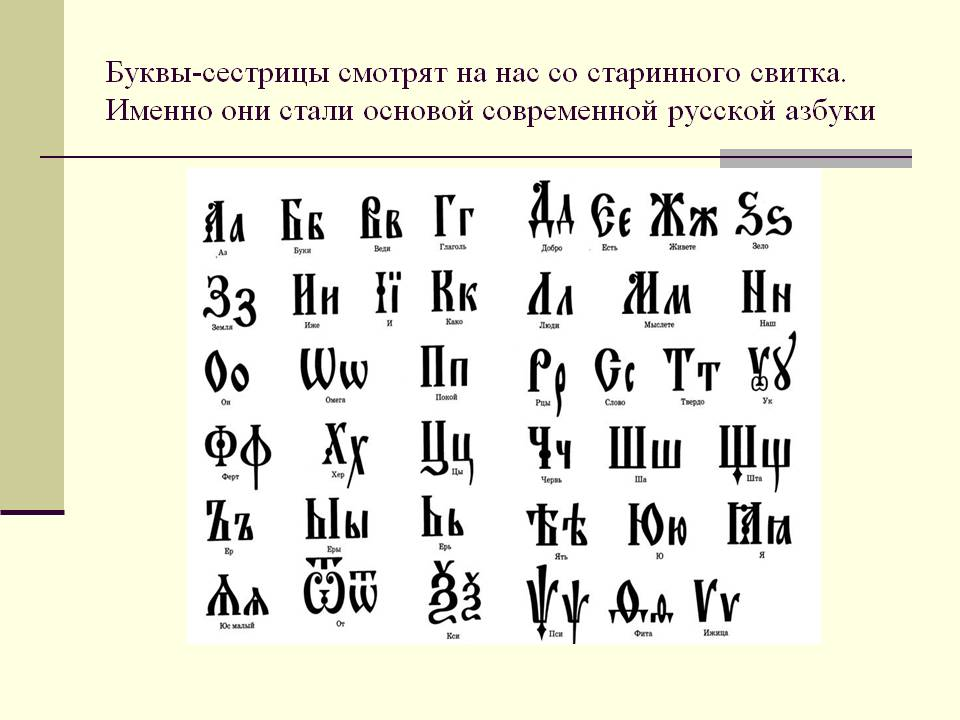 Буквы-сестрицы смотрят на нас со старинного свитка.
Именно они стали основой современной русской азбуки
Аа Бб Вв Гг Дд Єє Жж Ѕѕ
Аз Буки Веди Глаголь Добро Есть Живете Зело
Зз Ии Її Кк Лл Мм Нн
Земля Иже И Како Люди Мыслете Наш
Оо Ѡѡ Пп Рр Сс Тт Ѹꙋ
Он Омега Покой Рцы Слово Твердо Ук
Фф Хх Цц Чч Шш Щщ
Ферт Хер Цы Червь Ша Шта
Ъъ Ыы Ьь Ѣѣ Юю Ꙗꙗ
Ер Еры Ерь Ять Ю Я
Ѧѧ Ѿѿ Ѯѯ Ѱѱ Ѳѳ Ѵѵ
Юс малый От Кси Пси Фита Ижица